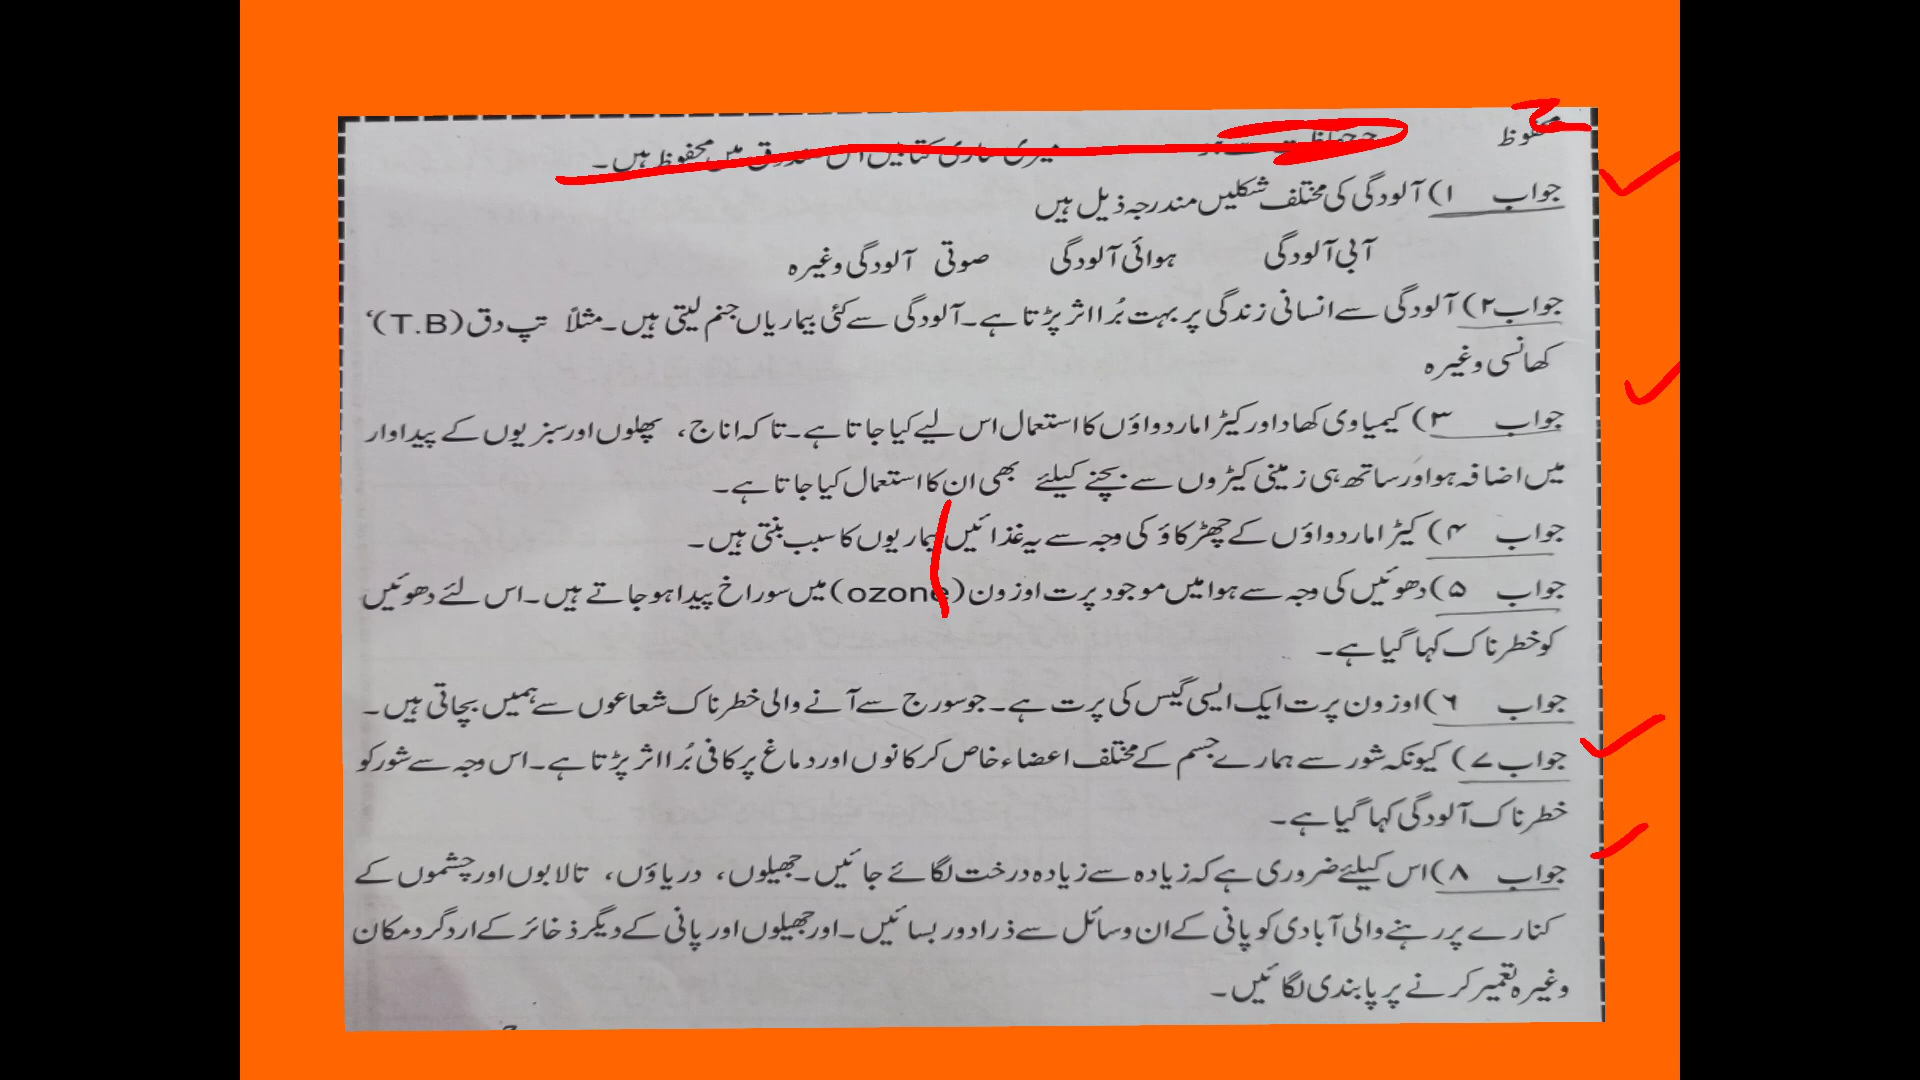 محفوظ میری کتابیں میں محفوظ ہیں۔
جواب ۱) آلودگی کی مختلف شکلیں مندرجہ ذیل ہیں
آبی آلودگی ہوائی آلودگی صوتی آلودگی وغیرہ
جواب ۲) آلودگی سے انسانی زندگی پر بہت بُرا اثر پڑتا ہے۔ آلودگی سے کئی بیماریاں جنم لیتی ہیں۔ مثلاً تپ دق (T.B)‘
کھانسی وغیرہ
جواب ۳) کیمیاوی کھاد اور کیڑا مار دواؤں کا استعمال اس لیے کیا جاتا ہے۔ تاکہ اناج، پھلوں اور سبزیوں کے پیداوار
میں اضافہ ہو اور ساتھ ہی زمینی کیڑوں سے بچنے کیلئے بھی ان کا استعمال کیا جاتا ہے۔
جواب ۴) کیڑا مار دواؤں کے چھڑکاؤ کی وجہ سے یہ غذائیں بیماریوں کا سبب بنتی ہیں۔
جواب ۵) دھوئیں کی وجہ سے ہوا میں موجود پرت اوزون (ozone) میں سوراخ پیدا ہو جاتے ہیں۔ اس لئے دھوئیں
کو خطرناک کہا گیا ہے۔
جواب ۶) اوزون پرت ایک ایسی گیس کی پرت ہے۔ جو سورج سے آنے والی خطرناک شعاعوں سے ہمیں بچاتی ہیں۔
جواب ۷) کیونکہ شور سے ہمارے جسم کے مختلف اعضاء خاص کر کانوں اور دماغ پر کافی بُرا اثر پڑتا ہے۔ اس وجہ سے شور کو
خطرناک آلودگی کہا گیا ہے۔
جواب ۸) اس کیلئے ضروری ہے کہ زیادہ سے زیادہ درخت لگائے جائیں۔ جھیلوں، دریاؤں، تالابوں اور چشموں کے
کنارے پر رہنے والی آبادی کو پانی کے ان وسائل سے ذرا دور بسائیں۔ اور جھیلوں اور پانی کے دیگر ذخائر کے ارد گرد مکان
وغیرہ تعمیر کرنے پر پابندی لگائیں۔